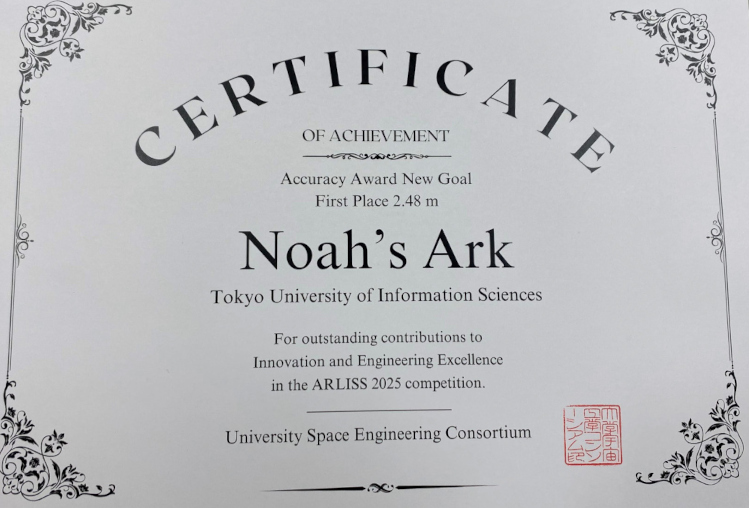 CERTIFICATE
OF ACHIEVEMENT
Accuracy Award New Goal
First Place 2.48 m
Noah's Ark
Tokyo University of Information Sciences
For outstanding contributions to
Innovation and Engineering Excellence
in the ARLISS 2025 competition.
University Space Engineering Consortium